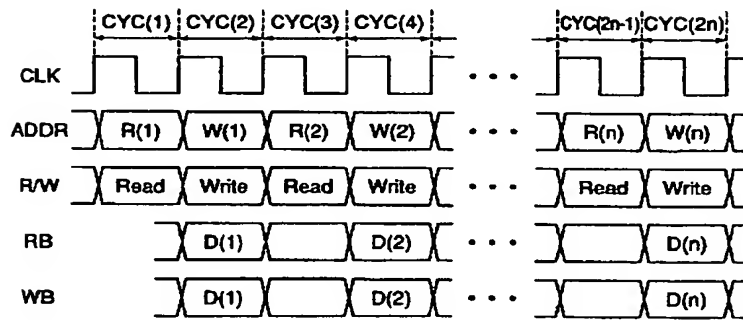 CYC(1) CYC(2) CYC(3) CYC(4) CYC(2n-1) CYC(2n)
CLK
ADDR R(1) W(1) R(2) W(2) • • • R(n) W(n)
R/W Read Write Read Write • • • Read Write
RB D(1) D(2) • • • D(n)
WB D(1) D(2) • • • D(n)